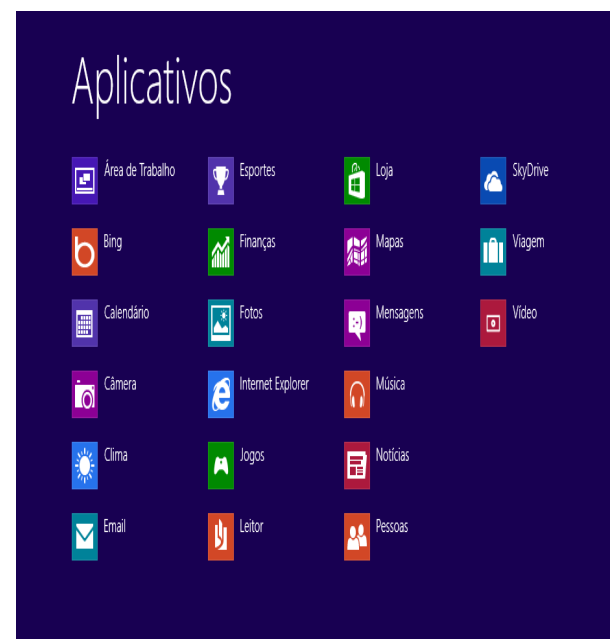 Aplicativos
Área de Trabalho
Bing
Calendário
Câmera
Clima
Email
Esportes
Finanças
Fotos
Internet Explorer
Jogos
Leitor
Loja
Mapas
Mensagens
Música
Notícias
Pessoas
SkyDrive
Viagem
Vídeo